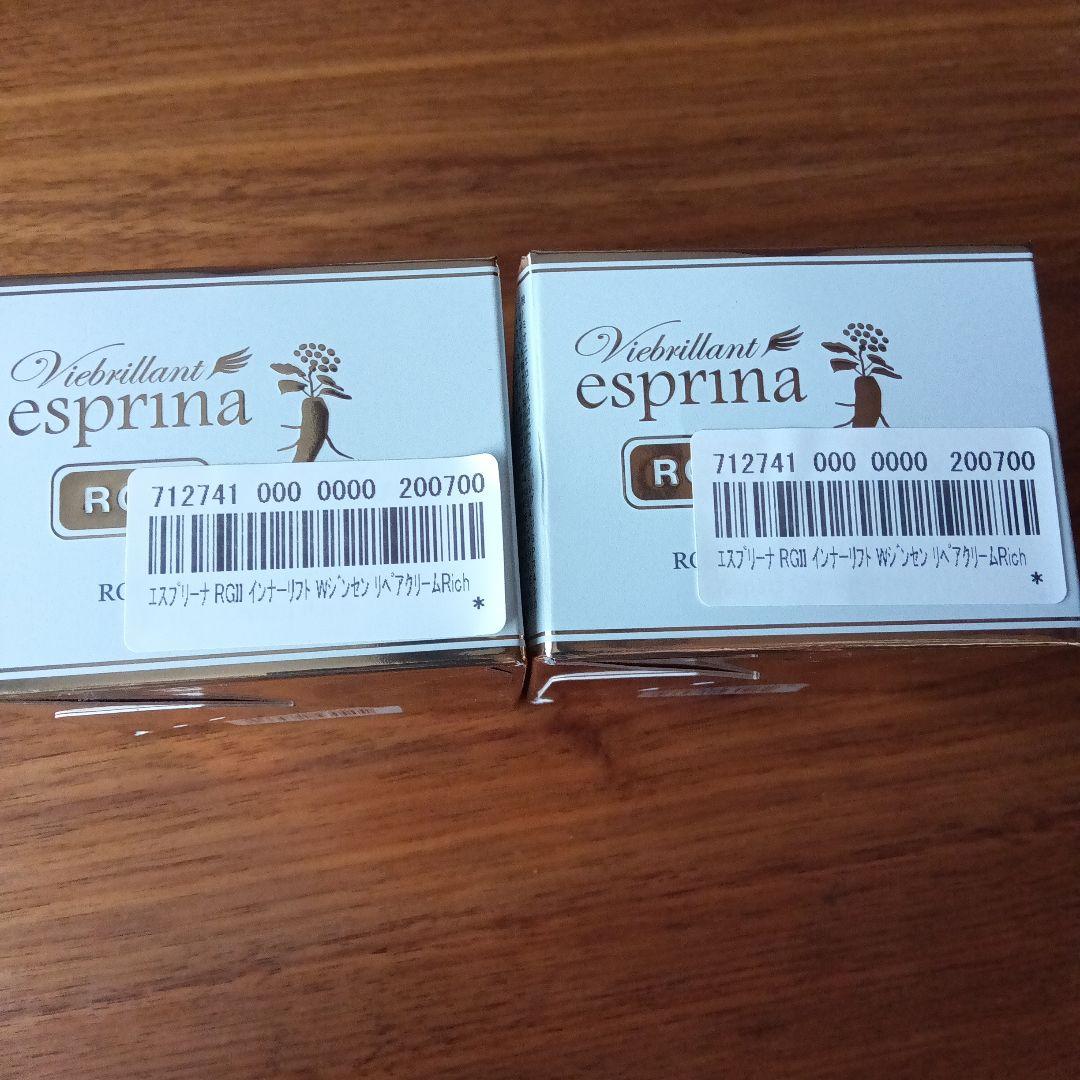 Viebrillant
esprina
RG
712741 000 0000 200700
エスプリーナ RGII インナーリフト Wジンセン リペアクリームRich
*
Viebrillant
esprina
R
712741 000 0000 200700
エスプリーナ RGII インナーリフト Wジンセン リペアクリームRich
*